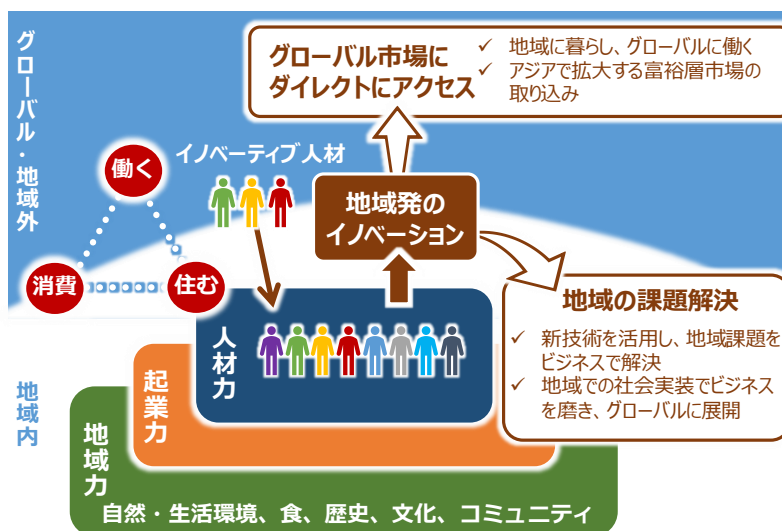 グローバル・地域外
グローバル市場に
ダイレクトにアクセス
✓ 地域に暮らし、グローバルに働く
✓ アジアで拡大する富裕層市場の
取り込み
イノベーティブ人材
働く
消費
住む
地域発の
イノベーション
地域の課題解決
✓ 新技術を活用し、地域課題を
ビジネスで解決
✓ 地域での社会実装でビジネス
を磨き、グローバルに展開
人材力
起業力
地域内
地域力
自然・生活環境、食、歴史、文化、コミュニティ